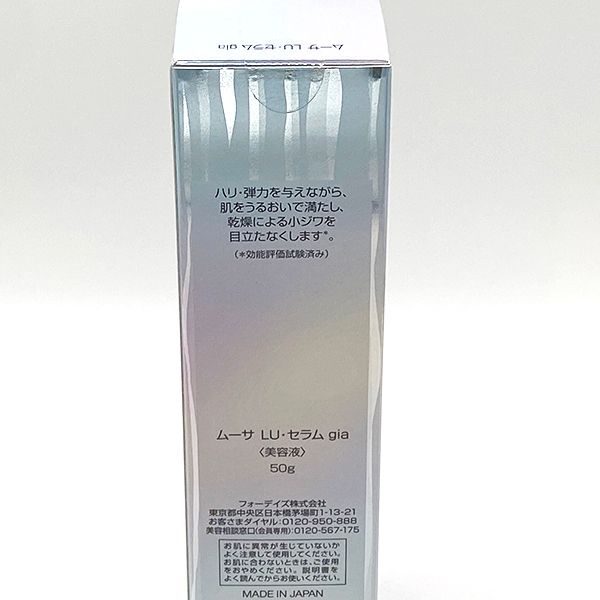 ムーサ LU・セラム gia
ハリ・弾力を与えながら、
肌をうるおいで満たし、
乾燥による小ジワを
目立たなくします*。
(*効能評価試験済み)
ムーサ LU・セラム gia
〈美容液〉
50g
フォーデイズ株式会社
東京都中央区日本橋茅場町1-13-21
お客さまダイヤル:0120-950-888
美容相談窓口(会員専用):0120-567-175
お肌に異常が生じていないか
よく注意して使用してください。
お肌に合わないときは、ご使用
をおやめください。説明書を
よく読んでからお使いください。
MADE IN JAPAN